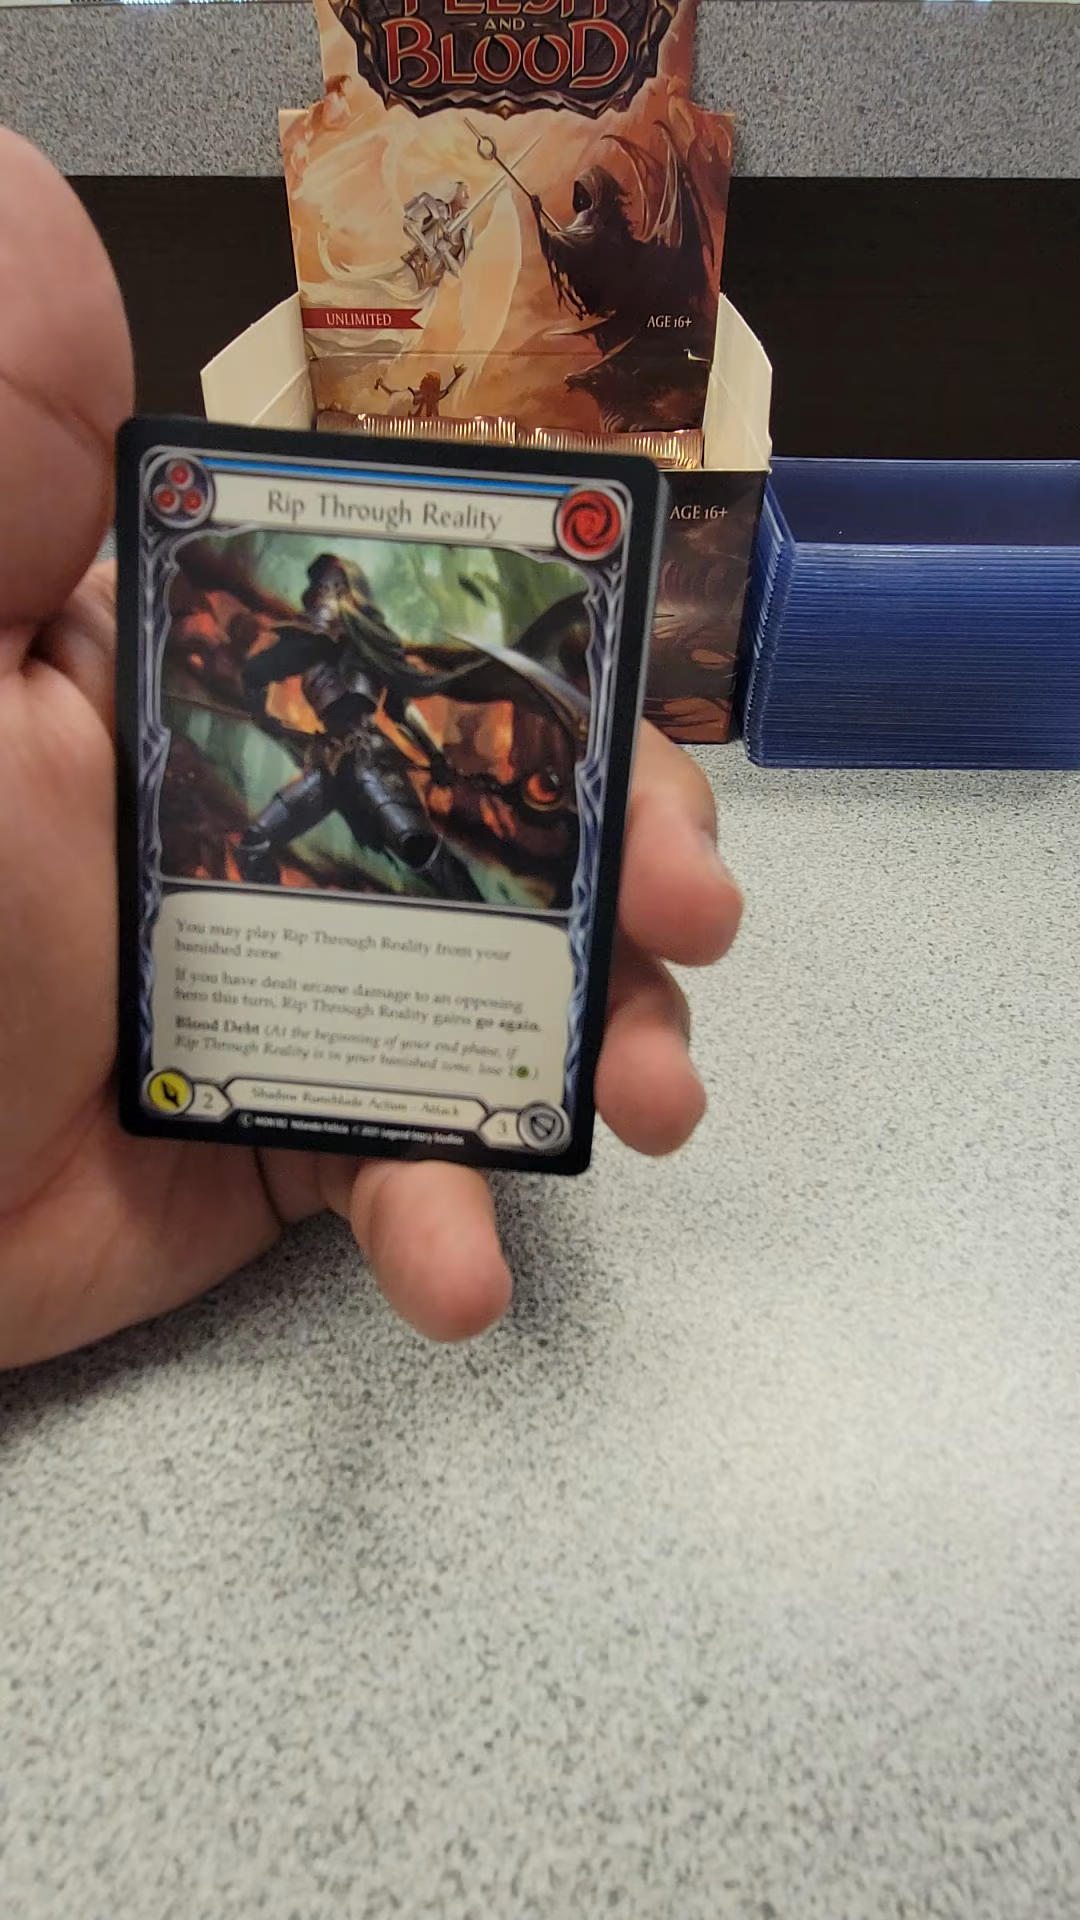 FLESH
AND
BLOOD
UNLIMITED
AGE 16+
AGE 16+
Rip Through Reality
You may play Rip Through Reality from your
banished zone.
If you have dealt arcane damage to an opposing
hero this turn, Rip Through Reality gains go again.
Blood Debt (At the beginning of your end phase, if
Rip Through Reality is in your banished zone, lose 1)
2
Shadow Runeblade Action - Attack
3